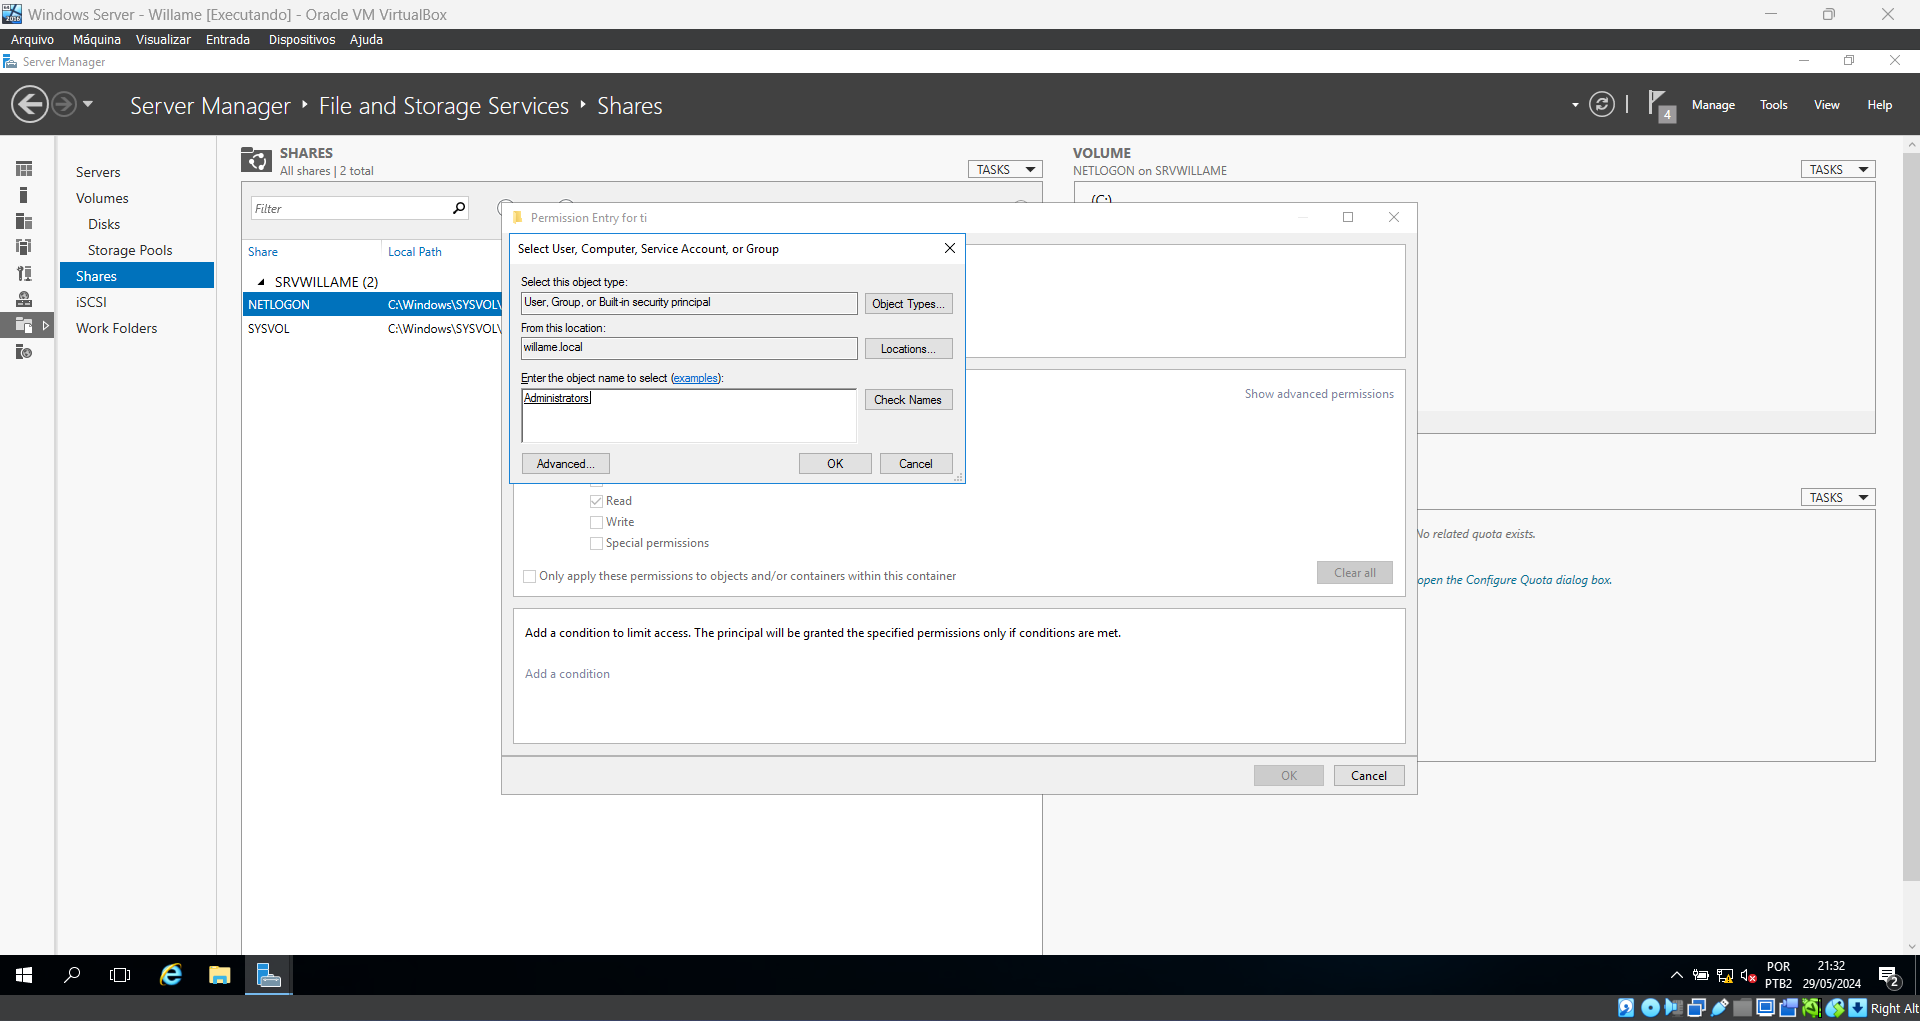 Windows Server - Willame [Executando] - Oracle VM VirtualBox
Arquivo Máquina Visualizar Entrada Dispositivos Ajuda
Server Manager
Server Manager ‣ File and Storage Services ‣ Shares
4
Manage Tools View Help
Servers
Volumes
Disks
Storage Pools
Shares
iSCSI
Work Folders
SHARES
All shares | 2 total
TASKS
Filter
Share Local Path
SRVWILLAME (2)
NETLOGON C:\Windows\SYSVOL\
SYSVOL C:\Windows\SYSVOL\
VOLUME
NETLOGON on SRVWILLAME
TASKS
(C:)
TASKS
No related quota exists.
open the Configure Quota dialog box.
Permission Entry for ti
Select User, Computer, Service Account, or Group
Select this object type:
User, Group, or Built-in security principal
Object Types...
From this location:
willame.local
Locations...
Enter the object name to select (examples):
Administrators
Check Names
Advanced...
OK
Cancel
Show advanced permissions
Read
Write
Special permissions
Only apply these permissions to objects and/or containers within this container
Clear all
Add a condition to limit access. The principal will be granted the specified permissions only if conditions are met.
Add a condition
OK
Cancel
POR
PTB2
21:32
29/05/2024
2
Right Alt